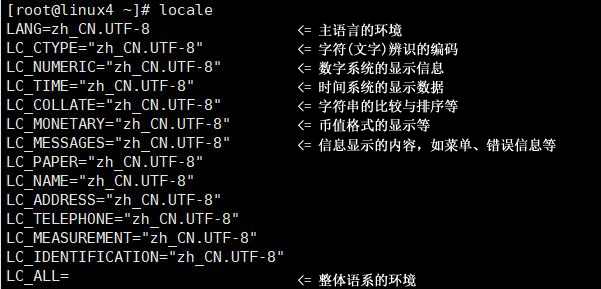 [root@linux4 ~]# locale
LANG=zh_CN.UTF-8 <= 主语言的环境
LC_CTYPE="zh_CN.UTF-8" <= 字符(文字)辨识的编码
LC_NUMERIC="zh_CN.UTF-8" <= 数字系统的显示信息
LC_TIME="zh_CN.UTF-8" <= 时间系统的显示数据
LC_COLLATE="zh_CN.UTF-8" <= 字符串的比较与排序等
LC_MONETARY="zh_CN.UTF-8" <= 币值格式的显示等
LC_MESSAGES="zh_CN.UTF-8" <= 信息显示的内容，如菜单、错误信息等
LC_PAPER="zh_CN.UTF-8"
LC_NAME="zh_CN.UTF-8"
LC_ADDRESS="zh_CN.UTF-8"
LC_TELEPHONE="zh_CN.UTF-8"
LC_MEASUREMENT="zh_CN.UTF-8"
LC_IDENTIFICATION="zh_CN.UTF-8"
LC_ALL= <= 整体语系的环境